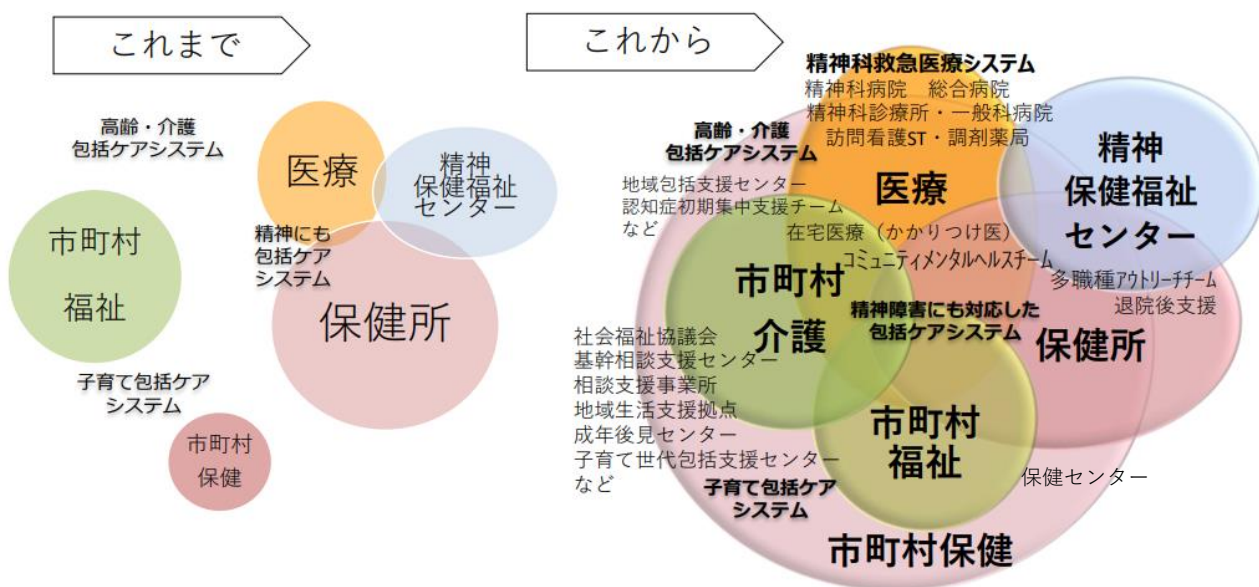 これまで
高齢・介護
包括ケアシステム
医療
精神
保健福祉
センター
市町村
福祉
精神にも
包括ケア
システム
保健所
子育て包括ケア
システム
市町村
保健
これから
精神科救急医療システム
精神科病院　総合病院
精神科診療所・一般科病院
訪問看護ST・調剤薬局
高齢・介護
包括ケアシステム
医療
精神
保健福祉
センター
地域包括支援センター
認知症初期集中支援チーム
など
在宅医療（かかりつけ医）
コミュニティメンタルヘルスチーム
多職種アウトリーチチーム
退院後支援
市町村
介護
精神障害にも対応した
包括ケアシステム
保健所
社会福祉協議会
基幹相談支援センター
相談支援事業所
地域生活支援拠点
成年後見センター
子育て世代包括支援センター
など
市町村
福祉
子育て包括ケア
システム
保健センター
市町村保健